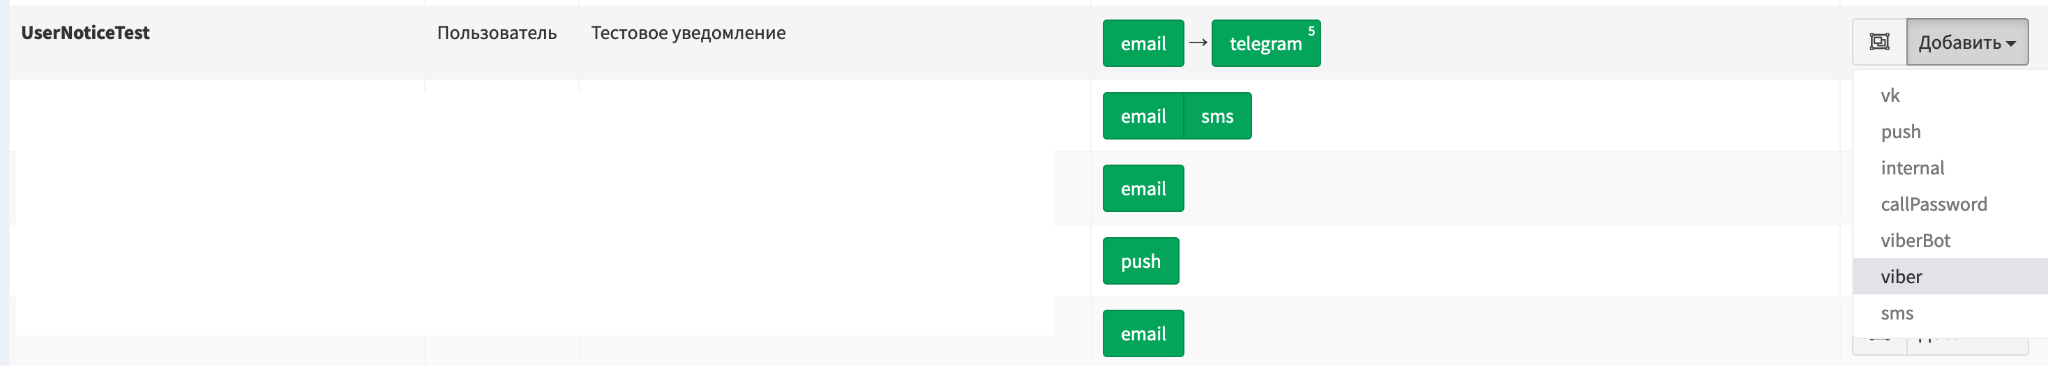 UserNoticeTest Пользователь Тестовое уведомление email → telegram 5 Добавить
vk
email sms
push
internal
email
callPassword
viberBot
push
viber
sms
email